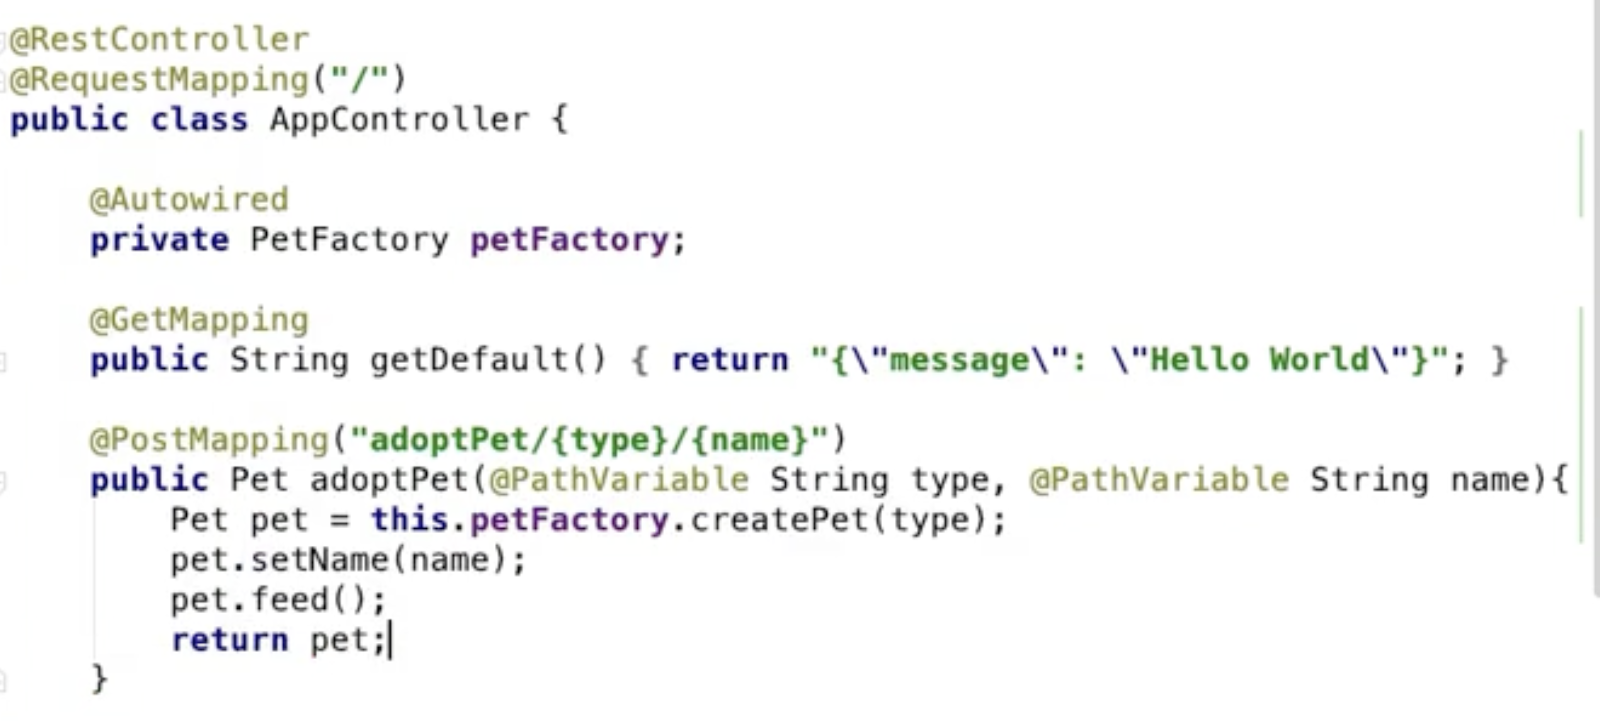 @RestController
@RequestMapping("/")
public class AppController {
@Autowired
private PetFactory petFactory;
@GetMapping
public String getDefault() { return "{\"message\": \"Hello World\"}"; }
@PostMapping("adoptPet/{type}/{name}")
public Pet adoptPet(@PathVariable String type, @PathVariable String name){
Pet pet = this.petFactory.createPet(type);
pet.setName(name);
pet.feed();
return pet;
}